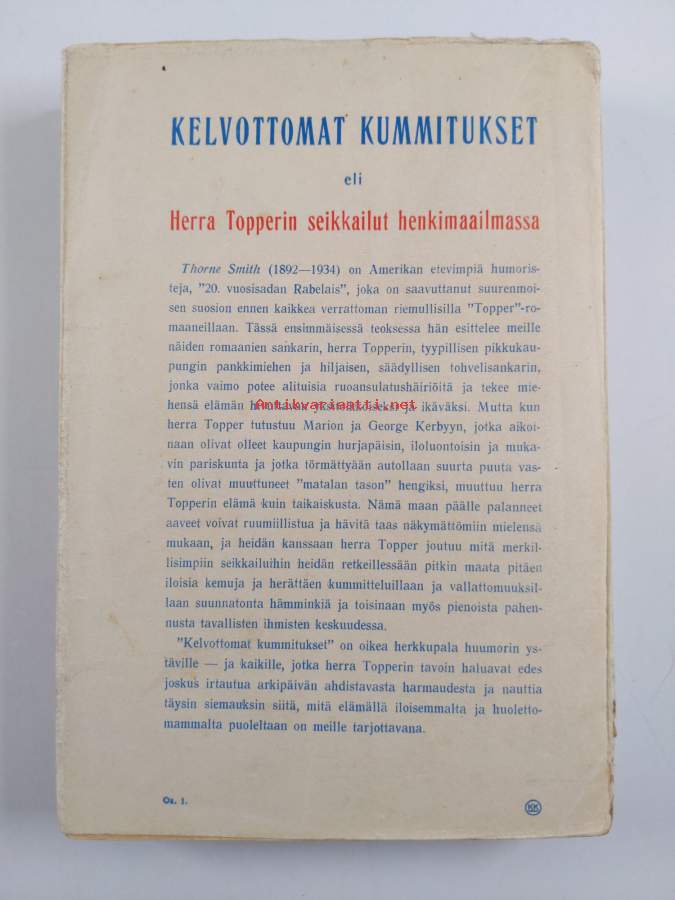 KELVOTTOMAT KUMMITUKSET
eli
Herra Topperin seikkailut henkimaailmassa
Thorne Smith (1892—1934) on Amerikan etevimpiä humoris-
teja, "20. vuosisadan Rabelais", joka on saavuttanut suurenmoi-
sen suosion ennen kaikkea verrattoman riemullisilla "Topper"-ro-
maaneillaan. Tässä ensimmäisessä teoksessa hän esittelee meille
näiden romaanien sankarin, herra Topperin, tyypillisen pikkukau-
pungin pankkimiehen ja hiljaisen, säädyllisen tohvelisankarin,
jonka vaimo potee alituisia ruoansulatushäiriöitä ja tekee mie-
hensä elämän yksitoikkoiseksi ja ikäväksi. Mutta kun
Antikvariaatti.net
herra Topper tutustuu Marion ja George Kerbyyn, jotka aikoi-
naan olivat olleet kaupungin hurjapäisin, iloluontoisin ja muka-
vin pariskunta ja jotka törmättyään autollaan suurta puuta vas-
ten olivat muuttuneet "matalan tason" hengiksi, muuttuu herra
Topperin elämä kuin taikaiskusta. Nämä maan päälle palanneet
aaveet voivat ruumiillistua ja hävitä taas näkymättömiin mielensä
mukaan, ja heidän kanssaan herra Topper joutuu mitä merkil-
lisimpiin seikkailuihin heidän retkeillessään pitkin maata pitäen
iloisia kemuja ja herättäen kummitteluillaan ja vallattomuuksil-
laan suunnatonta hämminkiä ja toisinaan myös pienoista pahen-
nusta tavallisten ihmisten keskuudessa.
"Kelvottomat kummitukset" on oikea herkkupala huumorin ys-
täville — ja kaikille, jotka herra Topperin tavoin haluavat edes
joskus irtautua arkipäivän ahdistavasta harmaudesta ja nauttia
täysin siemauksin siitä, mitä elämällä iloisemmalta ja huoletto-
mammalta puoleltaan on meille tarjottavana.
Os. 1.
KK